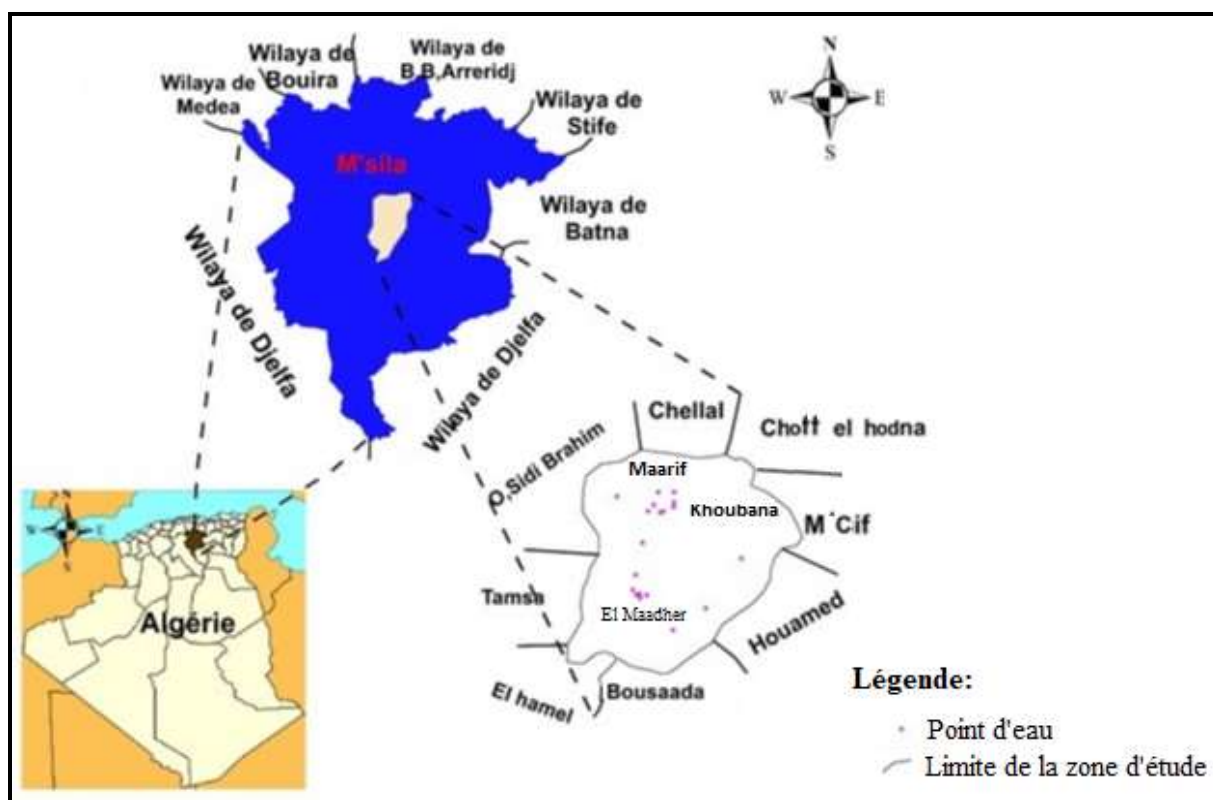 Wilaya de
Medea
Wilaya de
Bouira
Wilaya de
B.B,Arreridj
Wilaya de
Stife
M'sila
Wilaya de
Batna
Wilaya de Djelfa
Wilaya de Djelfa
N
W
E
S
Chellal
Chott el hodna
O,Sidi Brahim
Maarif
Khoubana
M'Cif
Tamsa
El Maadher
Houamed
El hamel
Bousaada
N
W
E
S
Algérie
Légende:
Point d'eau
Limite de la zone d'étude